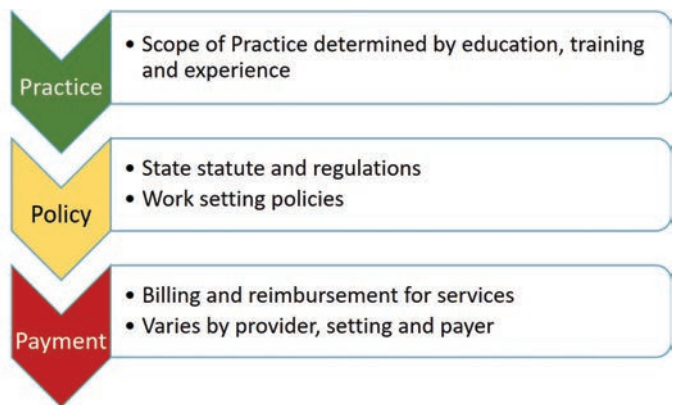 Practice
• Scope of Practice determined by education, training
and experience
Policy
• State statute and regulations
• Work setting policies
Payment
• Billing and reimbursement for services
• Varies by provider, setting and payer